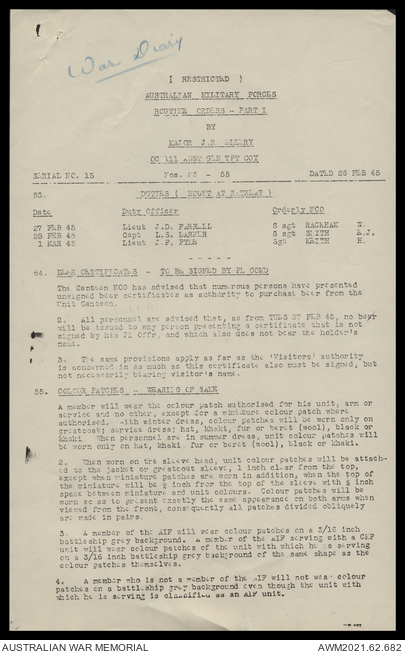 War Diary
( RESTRICTED )
AUSTRALIAN MILITARY FORCES
ROUTINE ORDERS - PART I
BY
MAJOR J R
OC 111 AUST GEN TPT COY
SERIAL NO. 15 Nos. - 55 DATED 26 FEB 45
53. DUTIES ( MOUNT AT RETREAT )
Date Duty Officer Orderly NCO
27 FEB 45 Lieut J.D. FARRELL S sgt RACKHAM W.
28 FEB 45 Capt L.S. S sgt SMITH E.J.
1 MAR 45 Lieut J.F. PYLE Sgt KEITH H.
- - - - -
54. BEER CERTIFICATES - TO BE SIGNED BY PL COMD
The Canteen NCO has advised that numerous persons have presented
unsigned beer certificates as authority to purchase beer from the
Unit Canteen.
2. All personnel are advised that, as from TUES 27 FEB 45, no beer
will be issued to any person presenting a certificate that is not
signed by his Pl Offr, and which also does not bear the holder's
name.
3. The same provisions apply as far as the 'Visitors' authority
is concerned in as much as this certificate also must be signed, but
not necessarily bearing visitor's name.
55. COLOUR PATCHES - WEARING OF SAME
A member will wear the colour patch authorised for his unit, arm or
service and no other, except for a miniature colour patch where
authorised. With winter dress, colour patches will be worn only on
greatcoat; service dress; hat, khaki, fur or beret (wool), black or
khaki. When personnel are in summer dress, unit colour patches will
be worn only on hat, khaki fur or beret (wool), black or khaki.
2. When worn on the sleeve head, unit colour patches will be attach-
ed to the jacket or greatcoat sleeve, 1 inch clear from the top,
except when miniature patches are worn in addition, when the top of
the miniature will be ½ inch from the top of the sleeve with ½ inch
space between miniature and unit colours. Colour patches will be
worn so as to present exactly the same appearance on both arms when
viewed from the front, consequently all patches divided obliquely
are made in pairs.
3. A member of the AIF will wear colour patches on a 3/16 inch
battleship grey background. A member of the AIF serving with a CMF
unit will wear colour patches of the unit with which he is serving
on a 3/16 inch battleship grey background of the same shape as the
colour patches themselves.
4. A member who is not a member of the AIF will not wear colour
patches on a battleship grey background even though the unit with
which he is serving is classified as an AIF unit.
AUSTRALIAN WAR MEMORIAL AWM2021.62.682